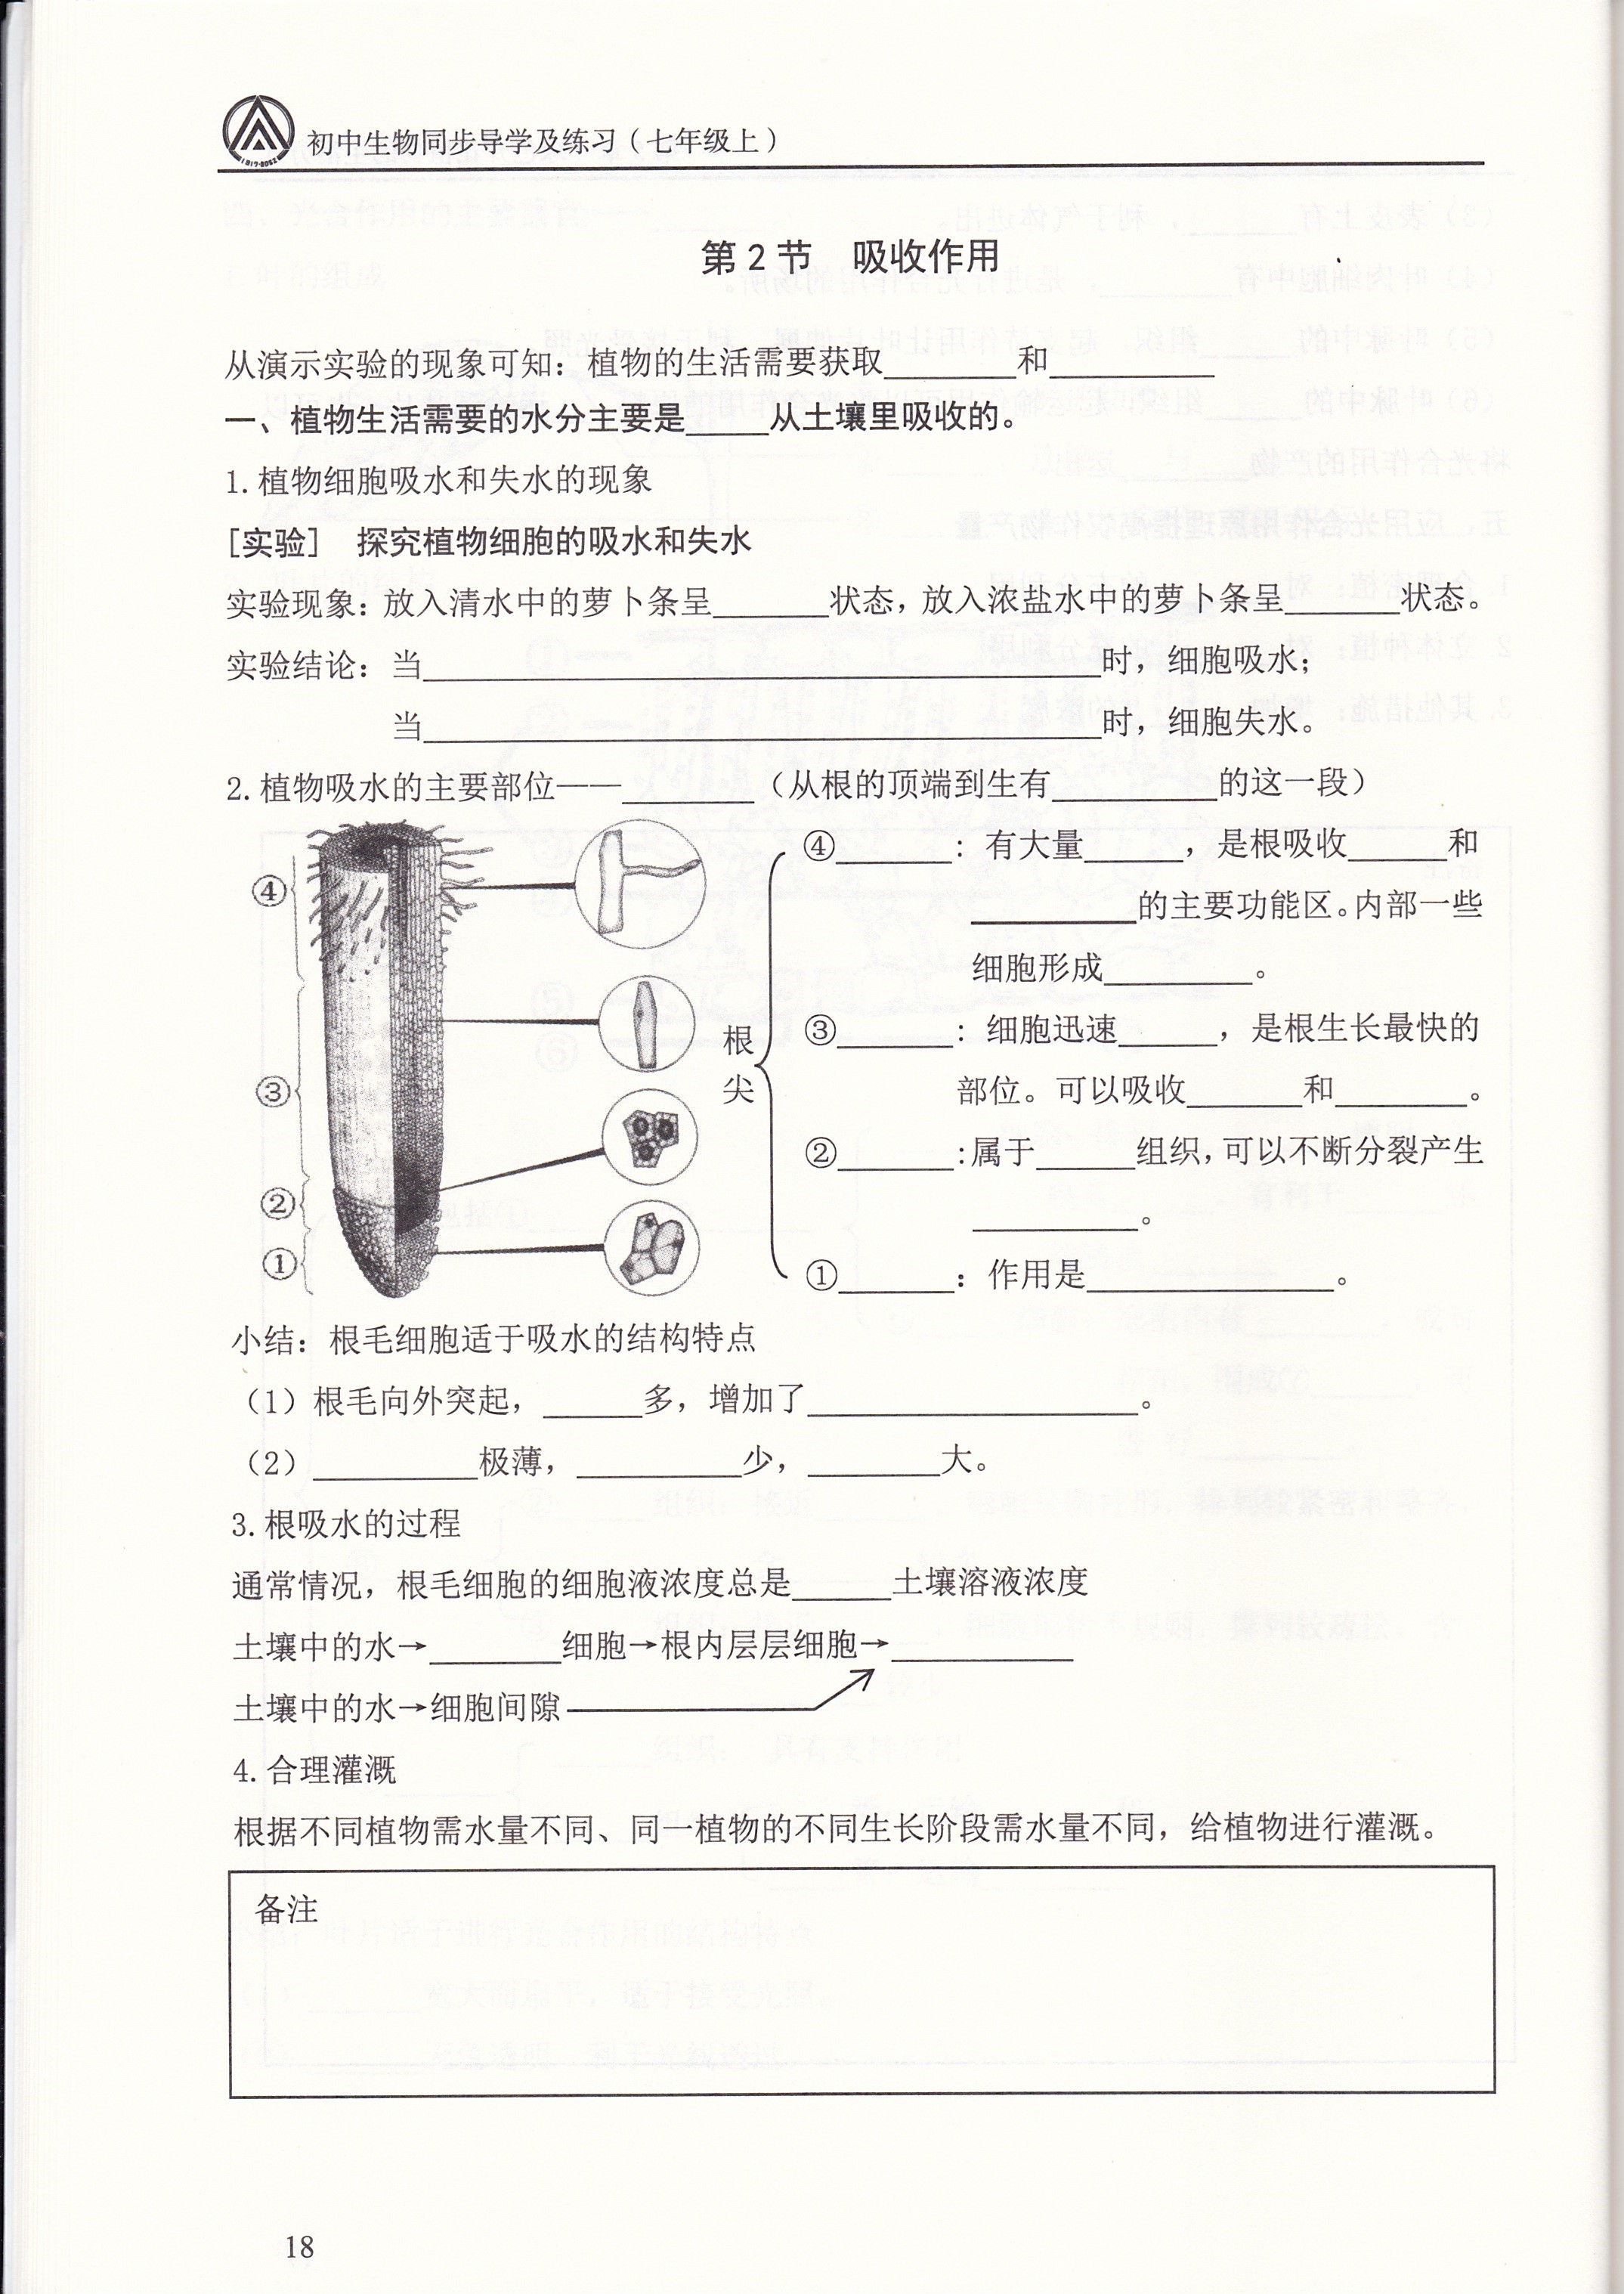 初中生物同步导学及练习（七年级上）
第 2 节　吸收作用
从演示实验的现象可知：植物的生活需要获取________和__________
一、植物生活需要的水分主要是_____从土壤里吸收的。
1.植物细胞吸水和失水的现象
[实验]　探究植物细胞的吸水和失水
实验现象：放入清水中的萝卜条呈_______状态，放入浓盐水中的萝卜条呈_______状态。
实验结论：当________________________________________时，细胞吸水；
当________________________________________时，细胞失水。
2.植物吸水的主要部位——________（从根的顶端到生有__________的这一段）
④
③
②
①
根尖
④_______：有大量______，是根吸收______和
__________的主要功能区。内部一些
细胞形成_________。
③_______：细胞迅速______，是根生长最快的
部位。可以吸收_______和________。
②_______：属于______组织，可以不断分裂产生
__________。
①_______：作用是_______________。
小结：根毛细胞适于吸水的结构特点
（1）根毛向外突起，______多，增加了____________________。
（2）__________极薄，__________少，________大。
3.根吸水的过程
通常情况，根毛细胞的细胞液浓度总是______土壤溶液浓度
土壤中的水→________细胞→根内层层细胞→___________
土壤中的水→细胞间隙
4.合理灌溉
根据不同植物需水量不同、同一植物的不同生长阶段需水量不同，给植物进行灌溉。
备注
18